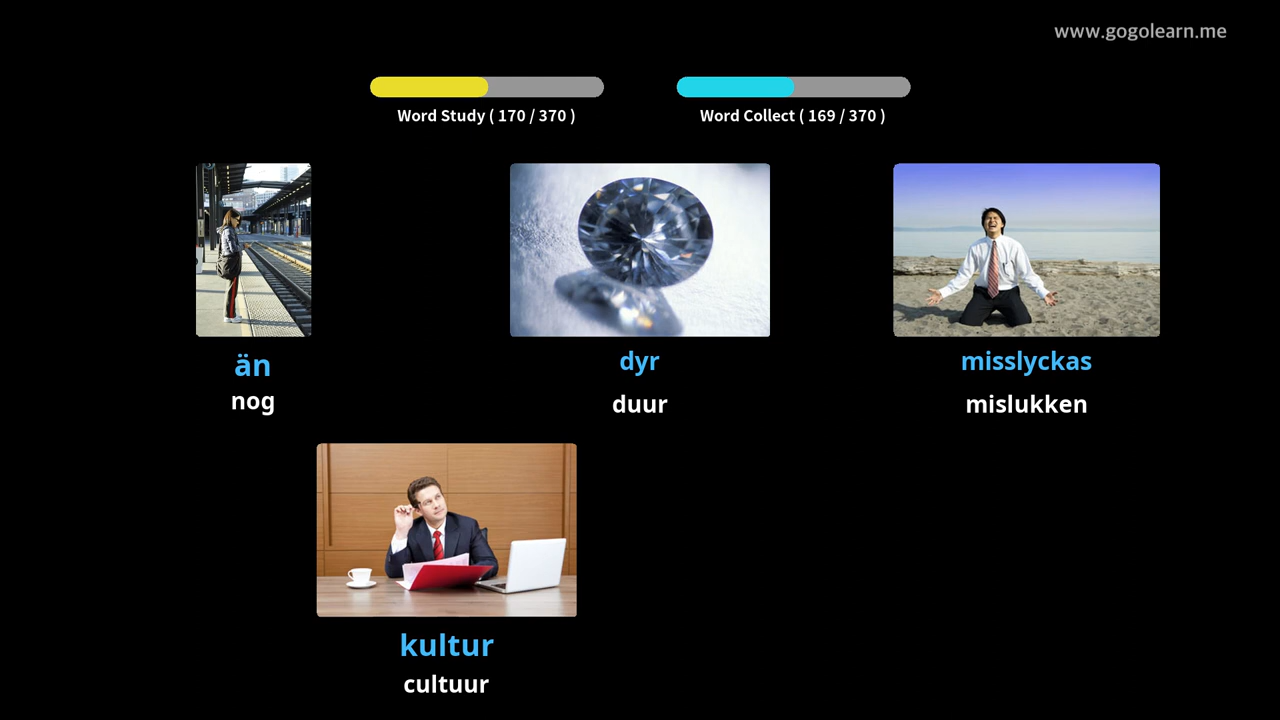 www.gogolearn.me
Word Study ( 170 / 370 )
Word Collect ( 169 / 370 )
än
nog
dyr
duur
misslyckas
mislukken
kultur
cultuur